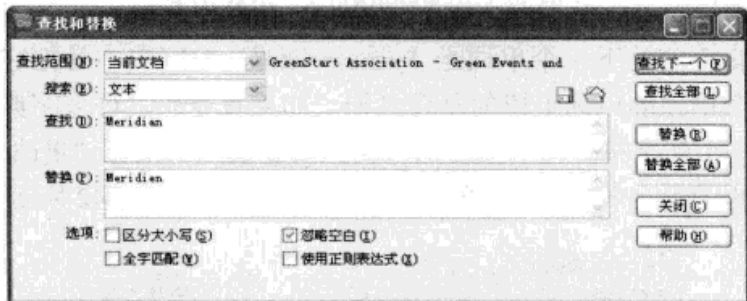 查找和替换
查找范围(N): 当前文档 GreenStart Association - Green Events and 查找下一个(F)
搜索(E): 文本 查找全部(L)
查找(D): Meridian
替换(R)
替换(P): Meridien 替换全部(A)
关闭(C)
选项: 区分大小写(S) 忽略空白(I) 帮助(H)
全字匹配(W) 使用正则表达式(X)